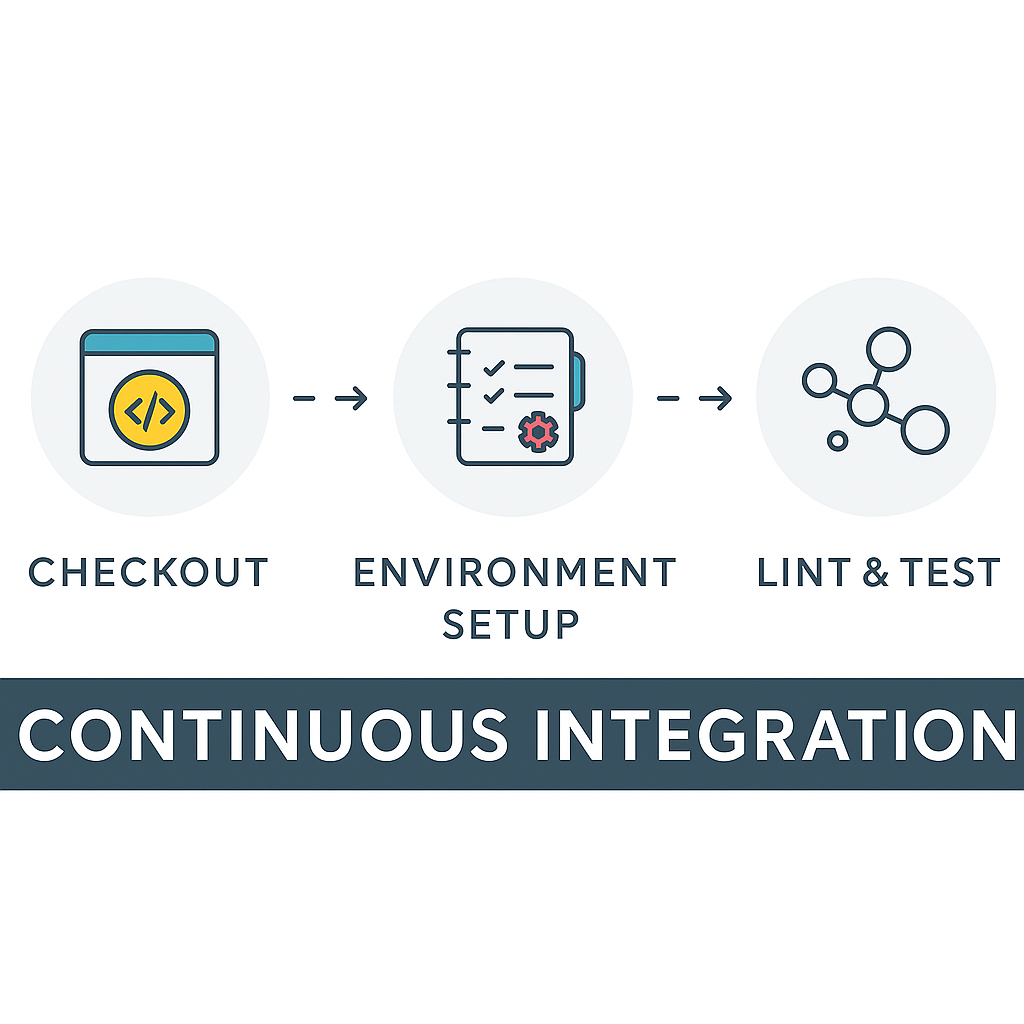 </>
CHECKOUT
ENVIRONMENT
SETUP
LINT & TEST
CONTINUOUS INTEGRATION